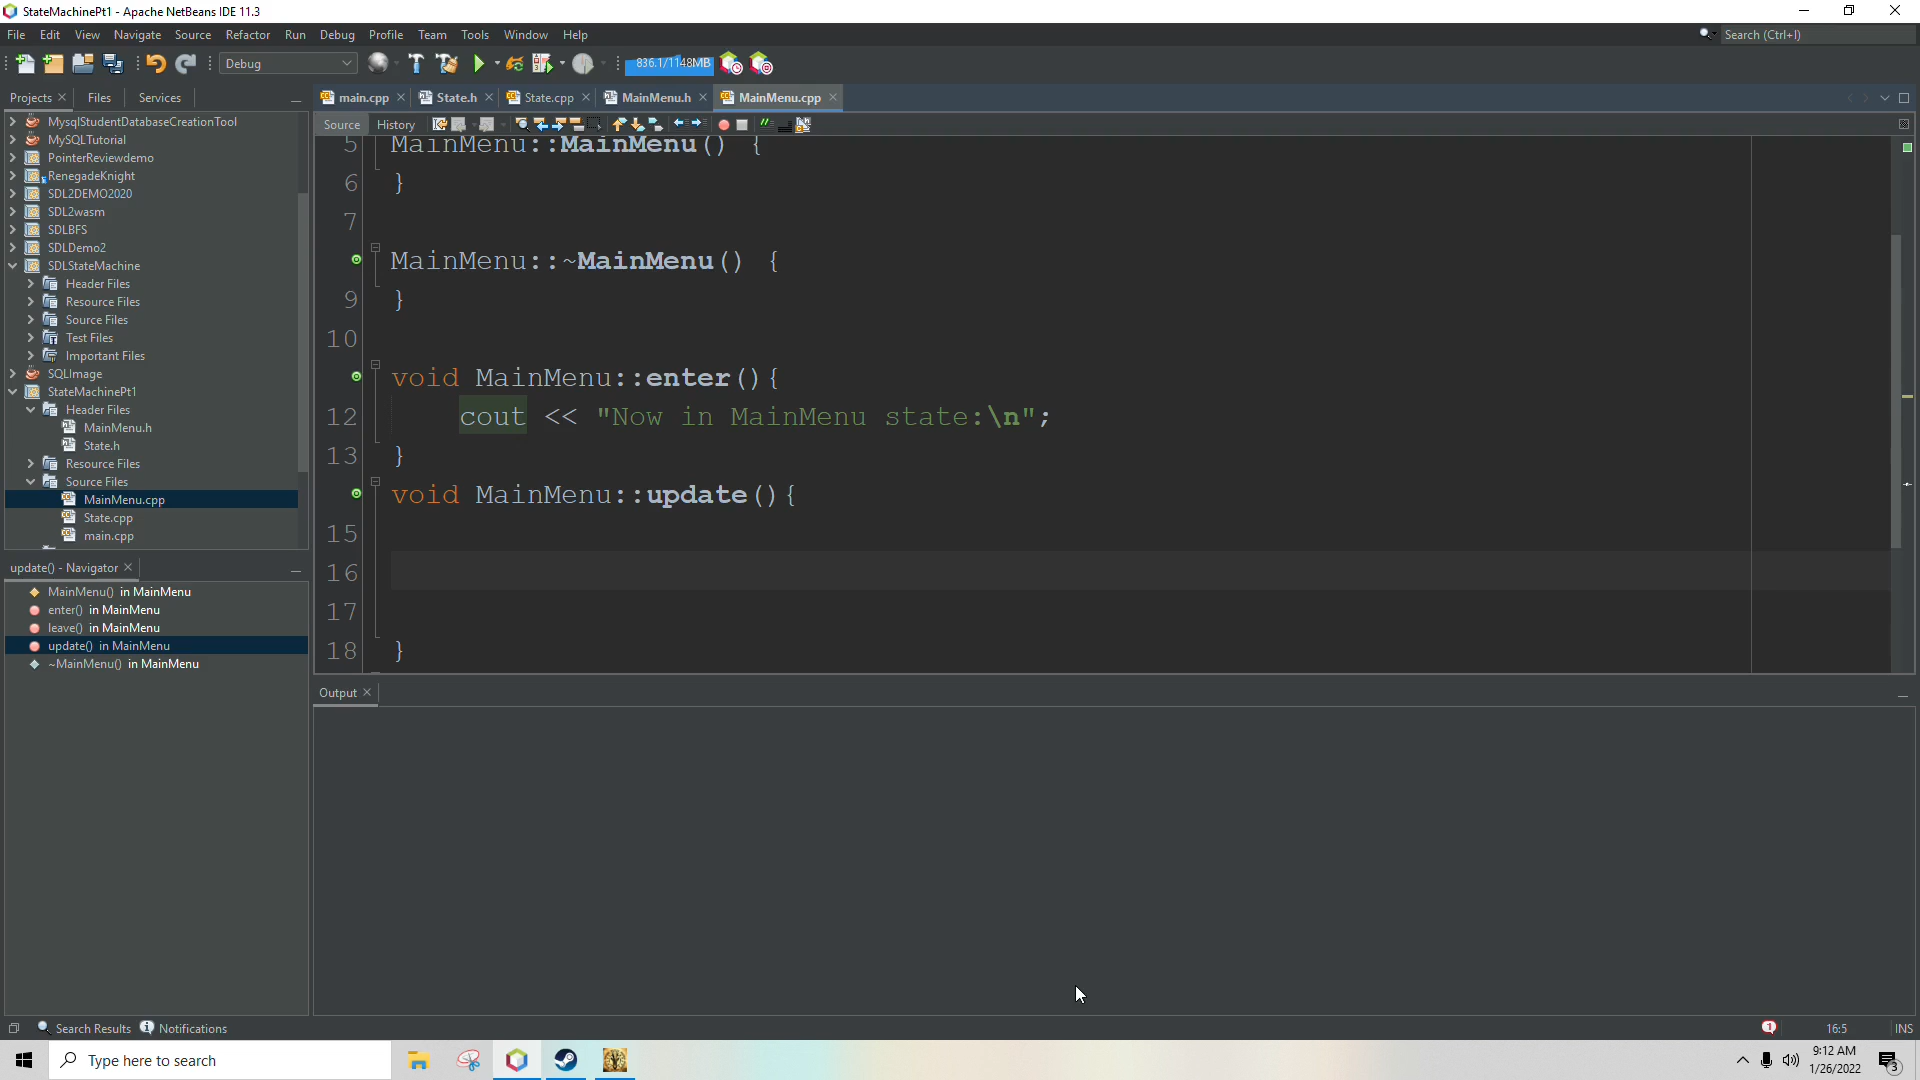 StateMachinePt1 - Apache NetBeans IDE 11.3
File Edit View Navigate Source Refactor Run Debug Profile Team Tools Window Help
Search (Ctrl+I)
Debug
836.1/1148MB
Projects Files Services
main.cpp State.h State.cpp MainMenu.h MainMenu.cpp
Source History
MysqlStudentDatabaseCreationTool
MySQLTutorial
PointerReviewdemo
RenegadeKnight
SDL2DEMO2020
SDL2wasm
SDLBFS
SDLDemo2
SDLStateMachine
Header Files
Resource Files
Source Files
Test Files
Important Files
SQLImage
StateMachinePt1
Header Files
MainMenu.h
State.h
Resource Files
Source Files
MainMenu.cpp
State.cpp
main.cpp
update() - Navigator
MainMenu() in MainMenu
enter() in MainMenu
leave() in MainMenu
update() in MainMenu
~MainMenu() in MainMenu
5 MainMenu::MainMenu() {
6 }
7
MainMenu::~MainMenu() {
9 }
10
void MainMenu::enter(){
12 cout << "Now in MainMenu state:\n";
13 }
void MainMenu::update(){
15
16
17
18 }
Output
Search Results Notifications
1
16:5 INS
Type here to search
9:12 AM
1/26/2022
3